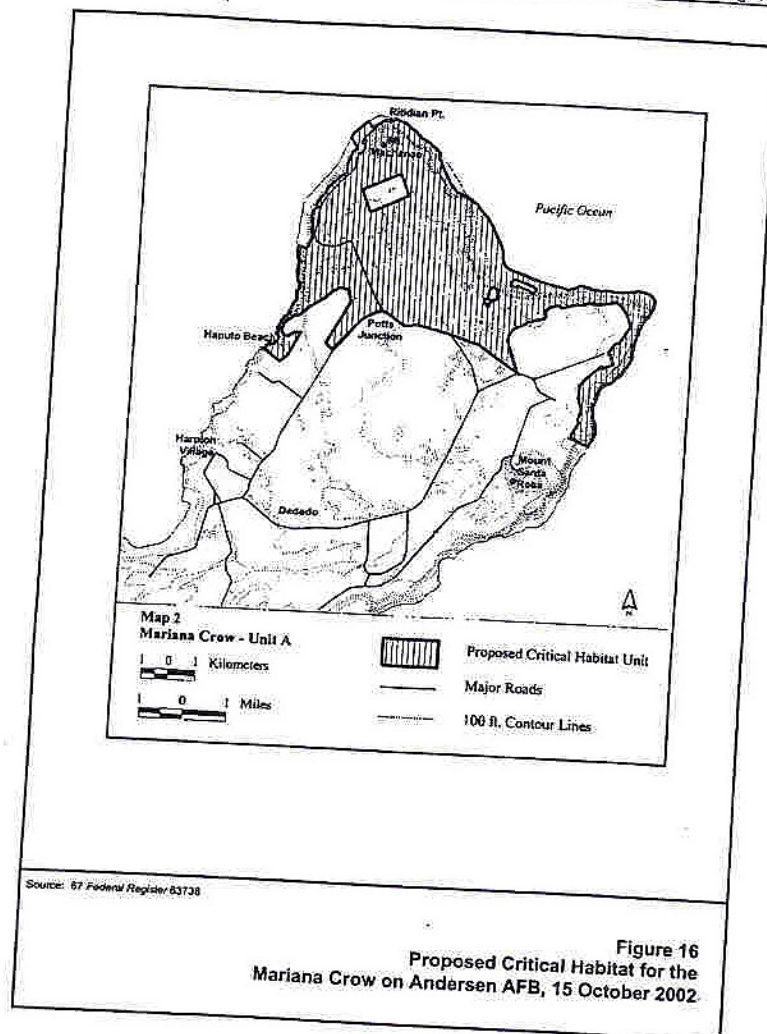 Ritidian Pt.
Pacific Ocean
Potts
Junction
Haputo Beach
Harmon
Village
Mount
Santa
Rosa
Dededo
N
Map 2
Mariana Crow - Unit A
1 0 1 Kilometers
1 0 1 Miles
Proposed Critical Habitat Unit
Major Roads
100 ft. Contour Lines
Source: 67 Federal Register 63738
Figure 16
Proposed Critical Habitat for the
Mariana Crow on Andersen AFB, 15 October 2002